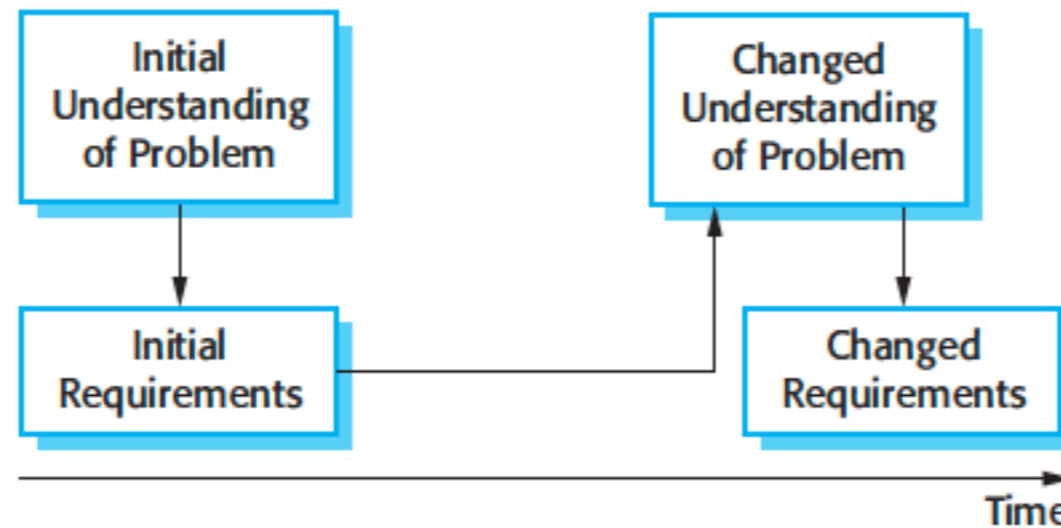 Initial
Understanding
of Problem
Changed
Understanding
of Problem
Initial
Requirements
Changed
Requirements
Time